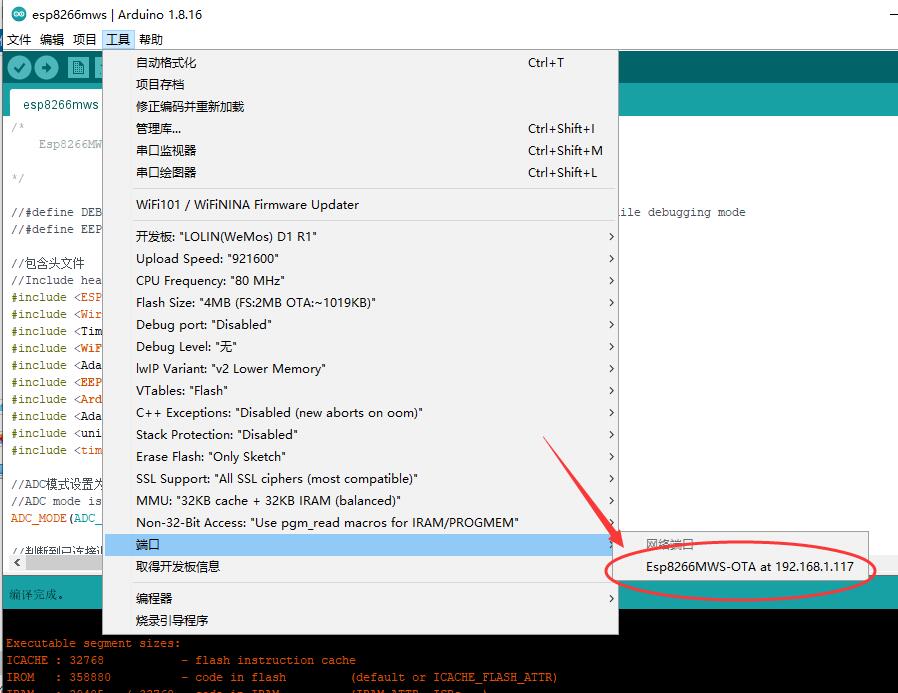 esp8266mws | Arduino 1.8.16
文件 编辑 项目 工具 帮助
esp8266mws
自动格式化 Ctrl+T
项目存档
修正编码并重新加载
管理库... Ctrl+Shift+I
串口监视器 Ctrl+Shift+M
串口绘图器 Ctrl+Shift+L
WiFi101 / WiFiNINA Firmware Updater
开发板: "LOLIN(WeMos) D1 R1"
Upload Speed: "921600"
CPU Frequency: "80 MHz"
Flash Size: "4MB (FS:2MB OTA:~1019KB)"
Debug port: "Disabled"
Debug Level: "无"
lwIP Variant: "v2 Lower Memory"
VTables: "Flash"
C++ Exceptions: "Disabled (new aborts on oom)"
Stack Protection: "Disabled"
Erase Flash: "Only Sketch"
SSL Support: "All SSL ciphers (most compatible)"
MMU: "32KB cache + 32KB IRAM (balanced)"
Non-32-Bit Access: "Use pgm_read macros for IRAM/PROGMEM"
端口
取得开发板信息
编程器
烧录引导程序
网络端口
Esp8266MWS-OTA at 192.168.1.117
/*
Esp8266MW
*/
//#define DEB ile debugging mode
//#define EEP
//包含头文件
//Include hea
#include <ESP
#include <Wir
#include <Tim
#include <WiF
#include <Ada
#include <EEP
#include <Ard
#include <Ada
#include <uni
#include <tim
//ADC模式设置为
//ADC mode is
ADC_MODE(ADC_
编译完成。
Executable segment sizes:
ICACHE : 32768 - flash instruction cache
IROM : 358880 - code in flash (default or ICACHE_FLASH_ATTR)